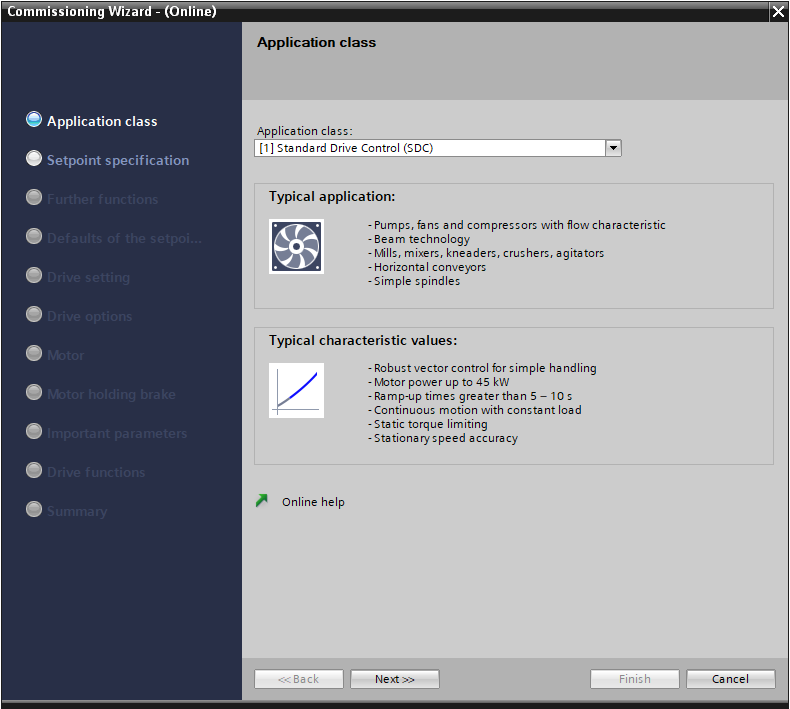 Commissioning Wizard - (Online)
Application class
Setpoint specification
Further functions
Defaults of the setpoi...
Drive setting
Drive options
Motor
Motor holding brake
Important parameters
Drive functions
Summary
Application class
Application class:
[1] Standard Drive Control (SDC)
Typical application:
- Pumps, fans and compressors with flow characteristic
- Beam technology
- Mills, mixers, kneaders, crushers, agitators
- Horizontal conveyors
- Simple spindles
Typical characteristic values:
- Robust vector control for simple handling
- Motor power up to 45 kW
- Ramp-up times greater than 5 – 10 s
- Continuous motion with constant load
- Static torque limiting
- Stationary speed accuracy
Online help
<< Back
Next >>
Finish
Cancel